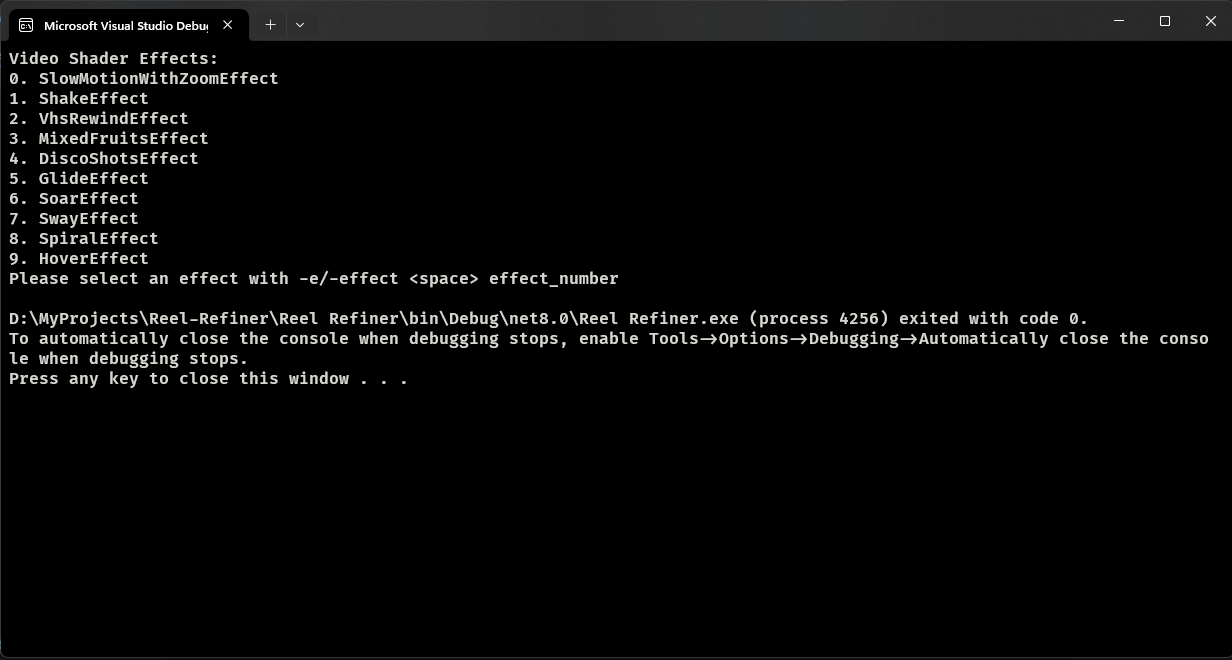 Microsoft Visual Studio Debug
Video Shader Effects:
0. SlowMotionWithZoomEffect
1. ShakeEffect
2. VhsRewindEffect
3. MixedFruitsEffect
4. DiscoShotsEffect
5. GlideEffect
6. SoarEffect
7. SwayEffect
8. SpiralEffect
9. HoverEffect
Please select an effect with -e/-effect <space> effect_number
D:\MyProjects\Reel-Refiner\Reel Refiner\bin\Debug\net8.0\Reel Refiner.exe (process 4256) exited with code 0.
To automatically close the console when debugging stops, enable Tools->Options->Debugging->Automatically close the conso
le when debugging stops.
Press any key to close this window . . .